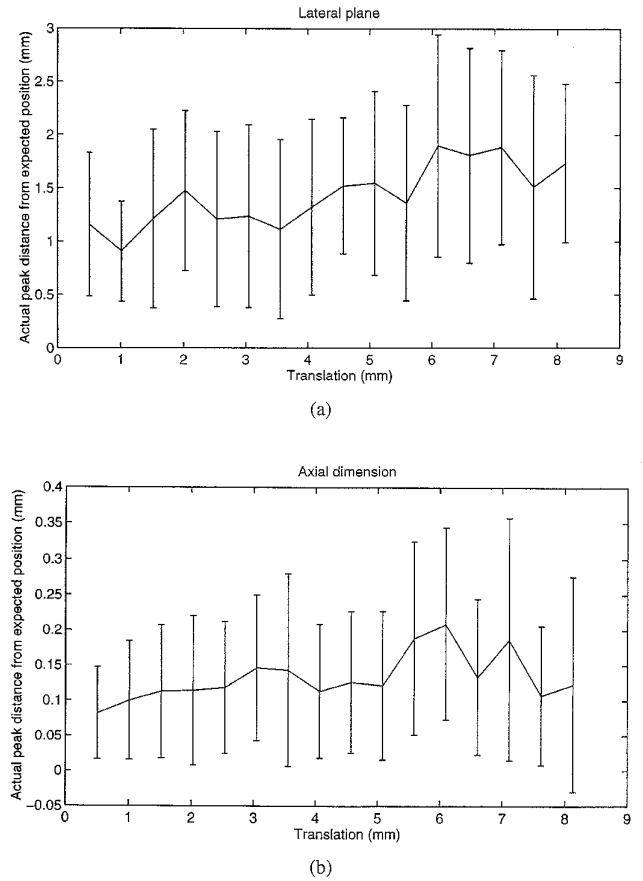 Lateral plane
Actual peak distance from expected position (mm)
3
2.5
2
1.5
1
0.5
0
0 1 2 3 4 5 6 7 8 9
Translation (mm)
(a)
Axial dimension
Actual peak distance from expected position (mm)
0.4
0.35
0.3
0.25
0.2
0.15
0.1
0.05
0
-0.05
0 1 2 3 4 5 6 7 8 9
Translation (mm)
(b)